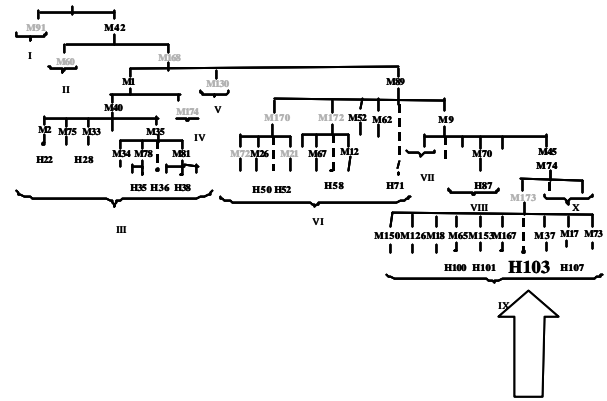 M91 M42
I
M60 M168
II
M1 M130 M89
V
M40 M174
IV
M170 M172 M52 M62 M9
M2 M75 M33 M35
M34 M78 M81
H22 H28 H35 H36 H38
III
M72 M26 M21 M67 M12
H50 H52 H58 H71
VI
M70 M45
M74
VII
H87
VIII
M173
X
M150 M126 M18 M65 M153 M167 M37 M17 M73
H100 H101 H103 H107
IX